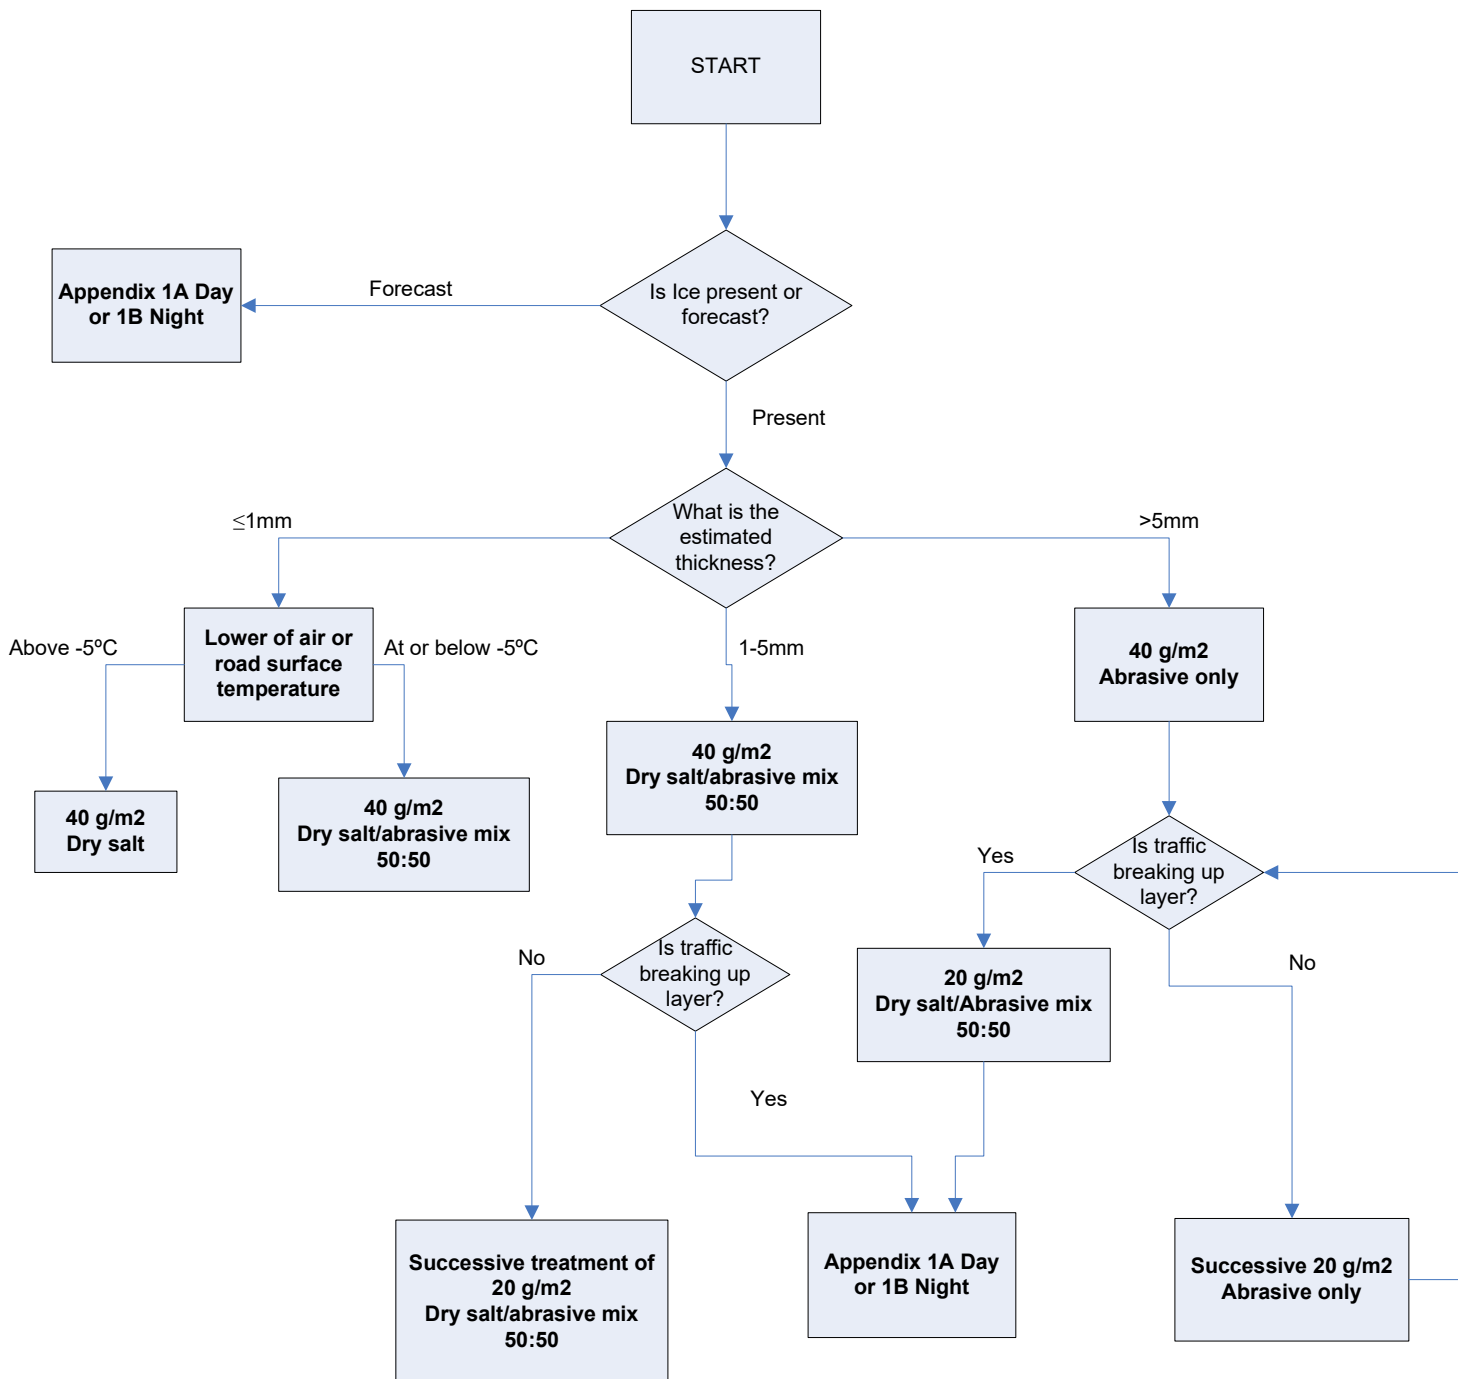 START
Is Ice present or
forecast?
Forecast
Appendix 1A Day
or 1B Night
Present
What is the
estimated
thickness?
≤1mm
>5mm
1-5mm
Lower of air or
road surface
temperature
Above -5ºC
At or below -5ºC
40 g/m2
Dry salt
40 g/m2
Dry salt/abrasive mix
50:50
40 g/m2
Dry salt/abrasive mix
50:50
40 g/m2
Abrasive only
Is traffic
breaking up
layer?
Yes
No
Is traffic
breaking up
layer?
No
Yes
20 g/m2
Dry salt/Abrasive mix
50:50
Successive treatment of
20 g/m2
Dry salt/abrasive mix
50:50
Appendix 1A Day
or 1B Night
Successive 20 g/m2
Abrasive only